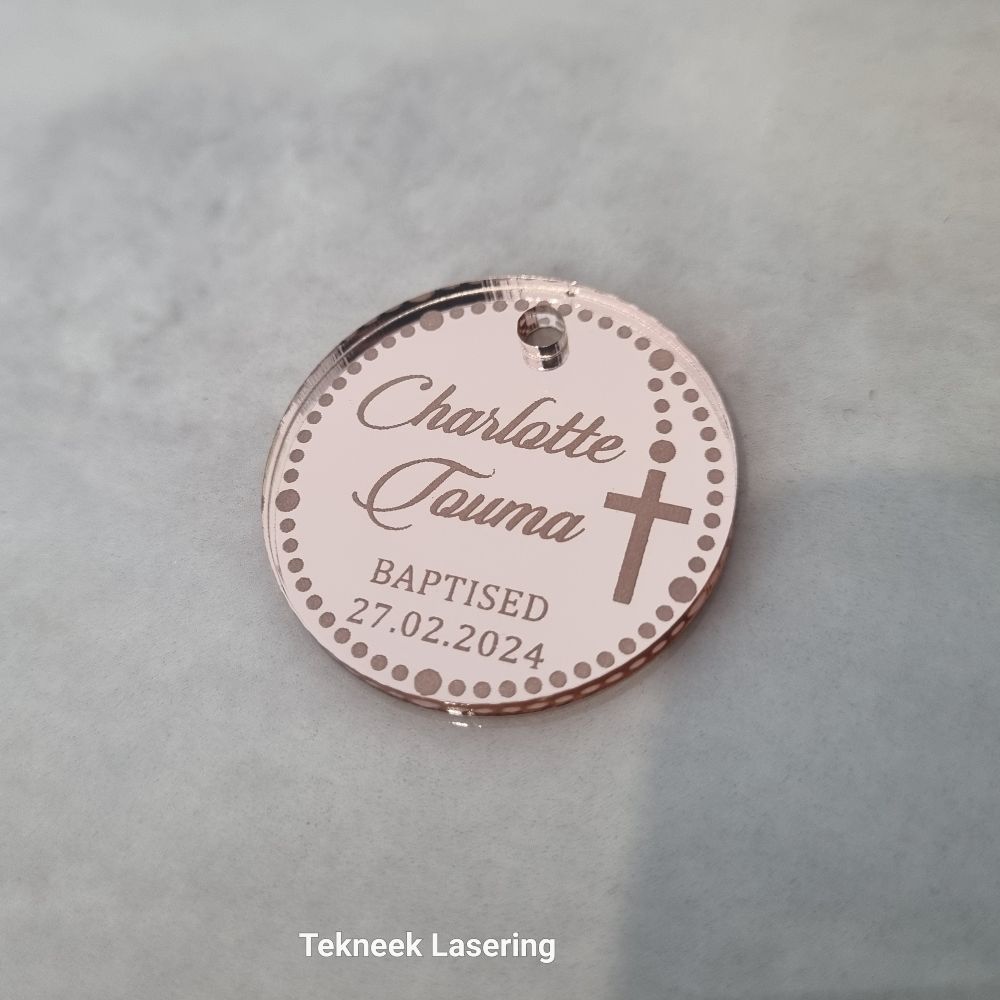 Charlotte
Touma
BAPTISED
27.02.2024
Tekneek Lasering